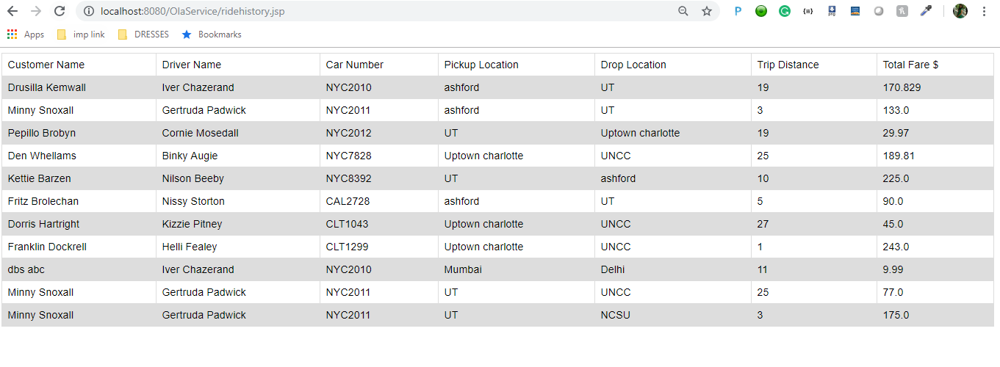 localhost:8080/OlaService/ridehistory.jsp
Apps imp link DRESSES Bookmarks
Customer Name Driver Name Car Number Pickup Location Drop Location Trip Distance Total Fare $
Drusilla Kemwall Iver Chazerand NYC2010 ashford UT 19 170.829
Minny Snoxall Gertruda Padwick NYC2011 ashford UT 3 133.0
Pepillo Brobyn Cornie Mosedall NYC2012 UT Uptown charlotte 19 29.97
Den Whellams Binky Augie NYC7828 Uptown charlotte UNCC 25 189.81
Kettie Barzen Nilson Beeby NYC8392 UT ashford 10 225.0
Fritz Brolechan Nissy Storton CAL2728 ashford UT 5 90.0
Dorris Hartright Kizzie Pitney CLT1043 Uptown charlotte UNCC 27 45.0
Franklin Dockrell Helli Fealey CLT1299 Uptown charlotte UNCC 1 243.0
dbs abc Iver Chazerand NYC2010 Mumbai Delhi 11 9.99
Minny Snoxall Gertruda Padwick NYC2011 UT UNCC 25 77.0
Minny Snoxall Gertruda Padwick NYC2011 UT NCSU 3 175.0